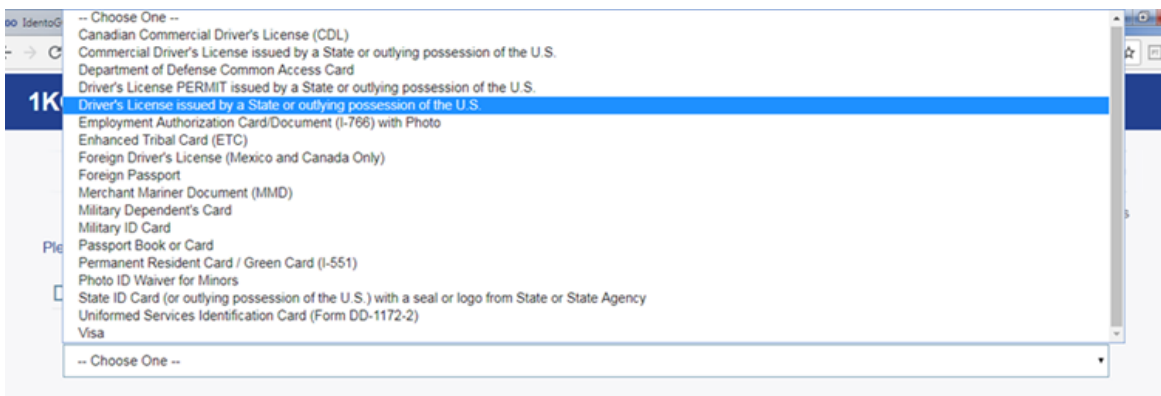 IdentoG
-- Choose One --
Canadian Commercial Driver's License (CDL)
Commercial Driver's License issued by a State or outlying possession of the U.S.
Department of Defense Common Access Card
Driver's License PERMIT issued by a State or outlying possession of the U.S.
1K
Driver's License issued by a State or outlying possession of the U.S.
Employment Authorization Card/Document (I-766) with Photo
Enhanced Tribal Card (ETC)
Foreign Driver's License (Mexico and Canada Only)
Foreign Passport
Merchant Mariner Document (MMD)
Military Dependent's Card
Military ID Card
Ple
Passport Book or Card
Permanent Resident Card / Green Card (I-551)
Photo ID Waiver for Minors
State ID Card (or outlying possession of the U.S.) with a seal or logo from State or State Agency
Uniformed Services Identification Card (Form DD-1172-2)
Visa
-- Choose One --